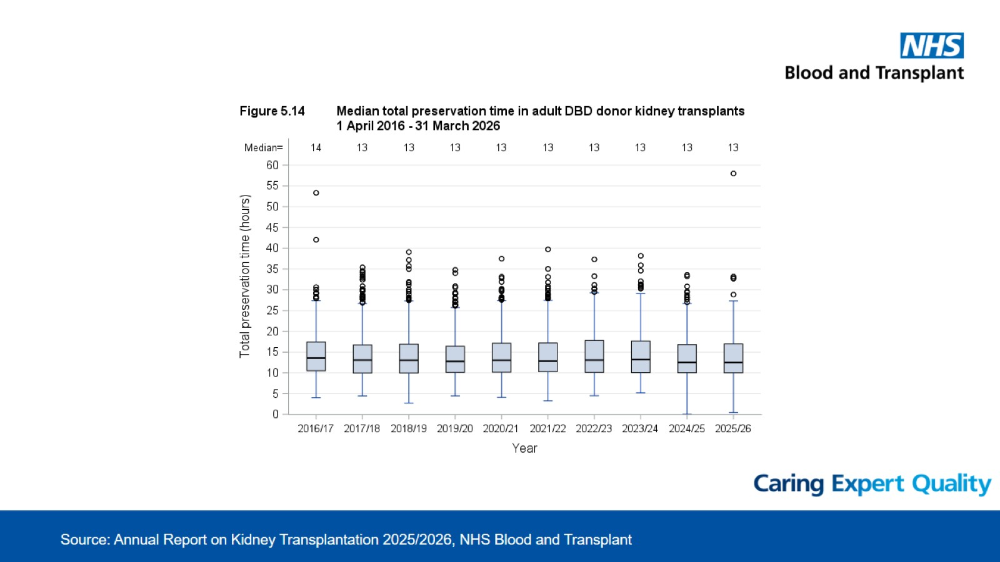 NHS
Blood and Transplant
Figure 5.14 Median total preservation time in adult DBD donor kidney transplants
1 April 2016 - 31 March 2026
Median= 14 13 13 13 13 13 13 13 13 13
60
55
50
45
40
35
30
25
20
15
10
5
0
Total preservation time (hours)
2016/17 2017/18 2018/19 2019/20 2020/21 2021/22 2022/23 2023/24 2024/25 2025/26
Year
Caring Expert Quality
Source: Annual Report on Kidney Transplantation 2025/2026, NHS Blood and Transplant